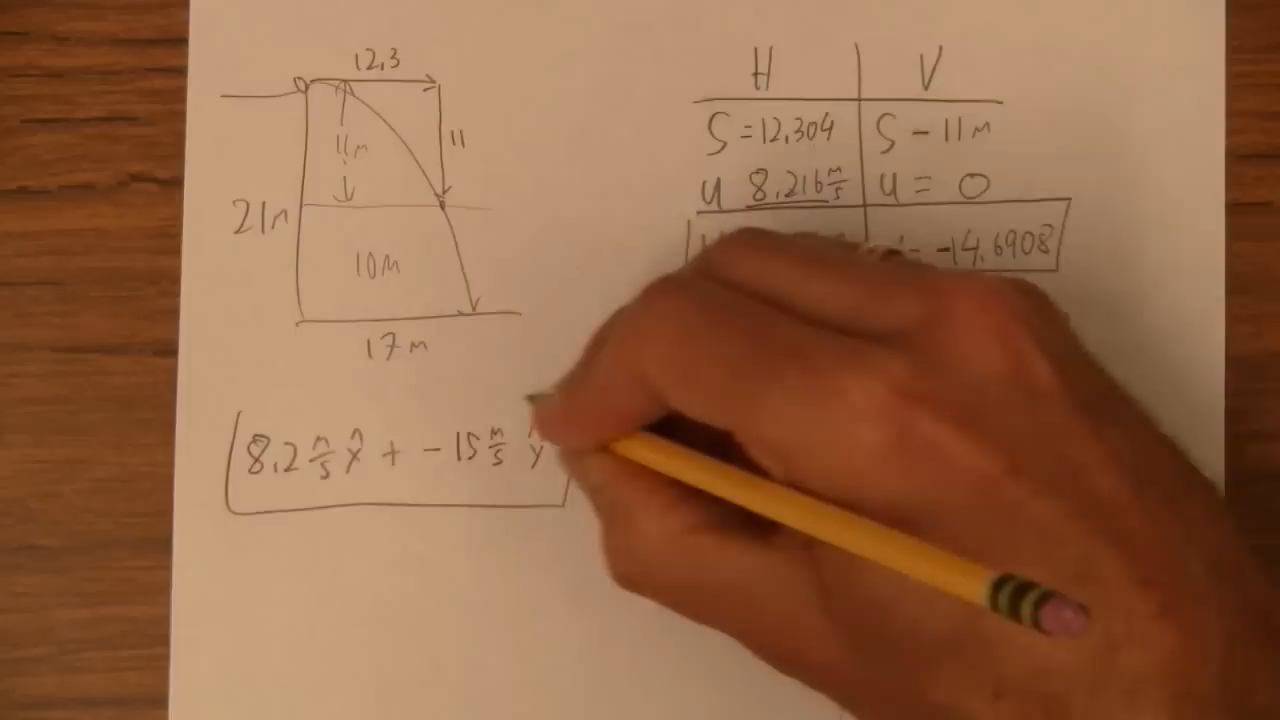 12.3
11m
11
21m
10m
17m
8.2 m/s x̂ + -15 m/s ŷ
H V
S = 12.304 S - 11m
u 8.216 m/s u = 0
-14.6908